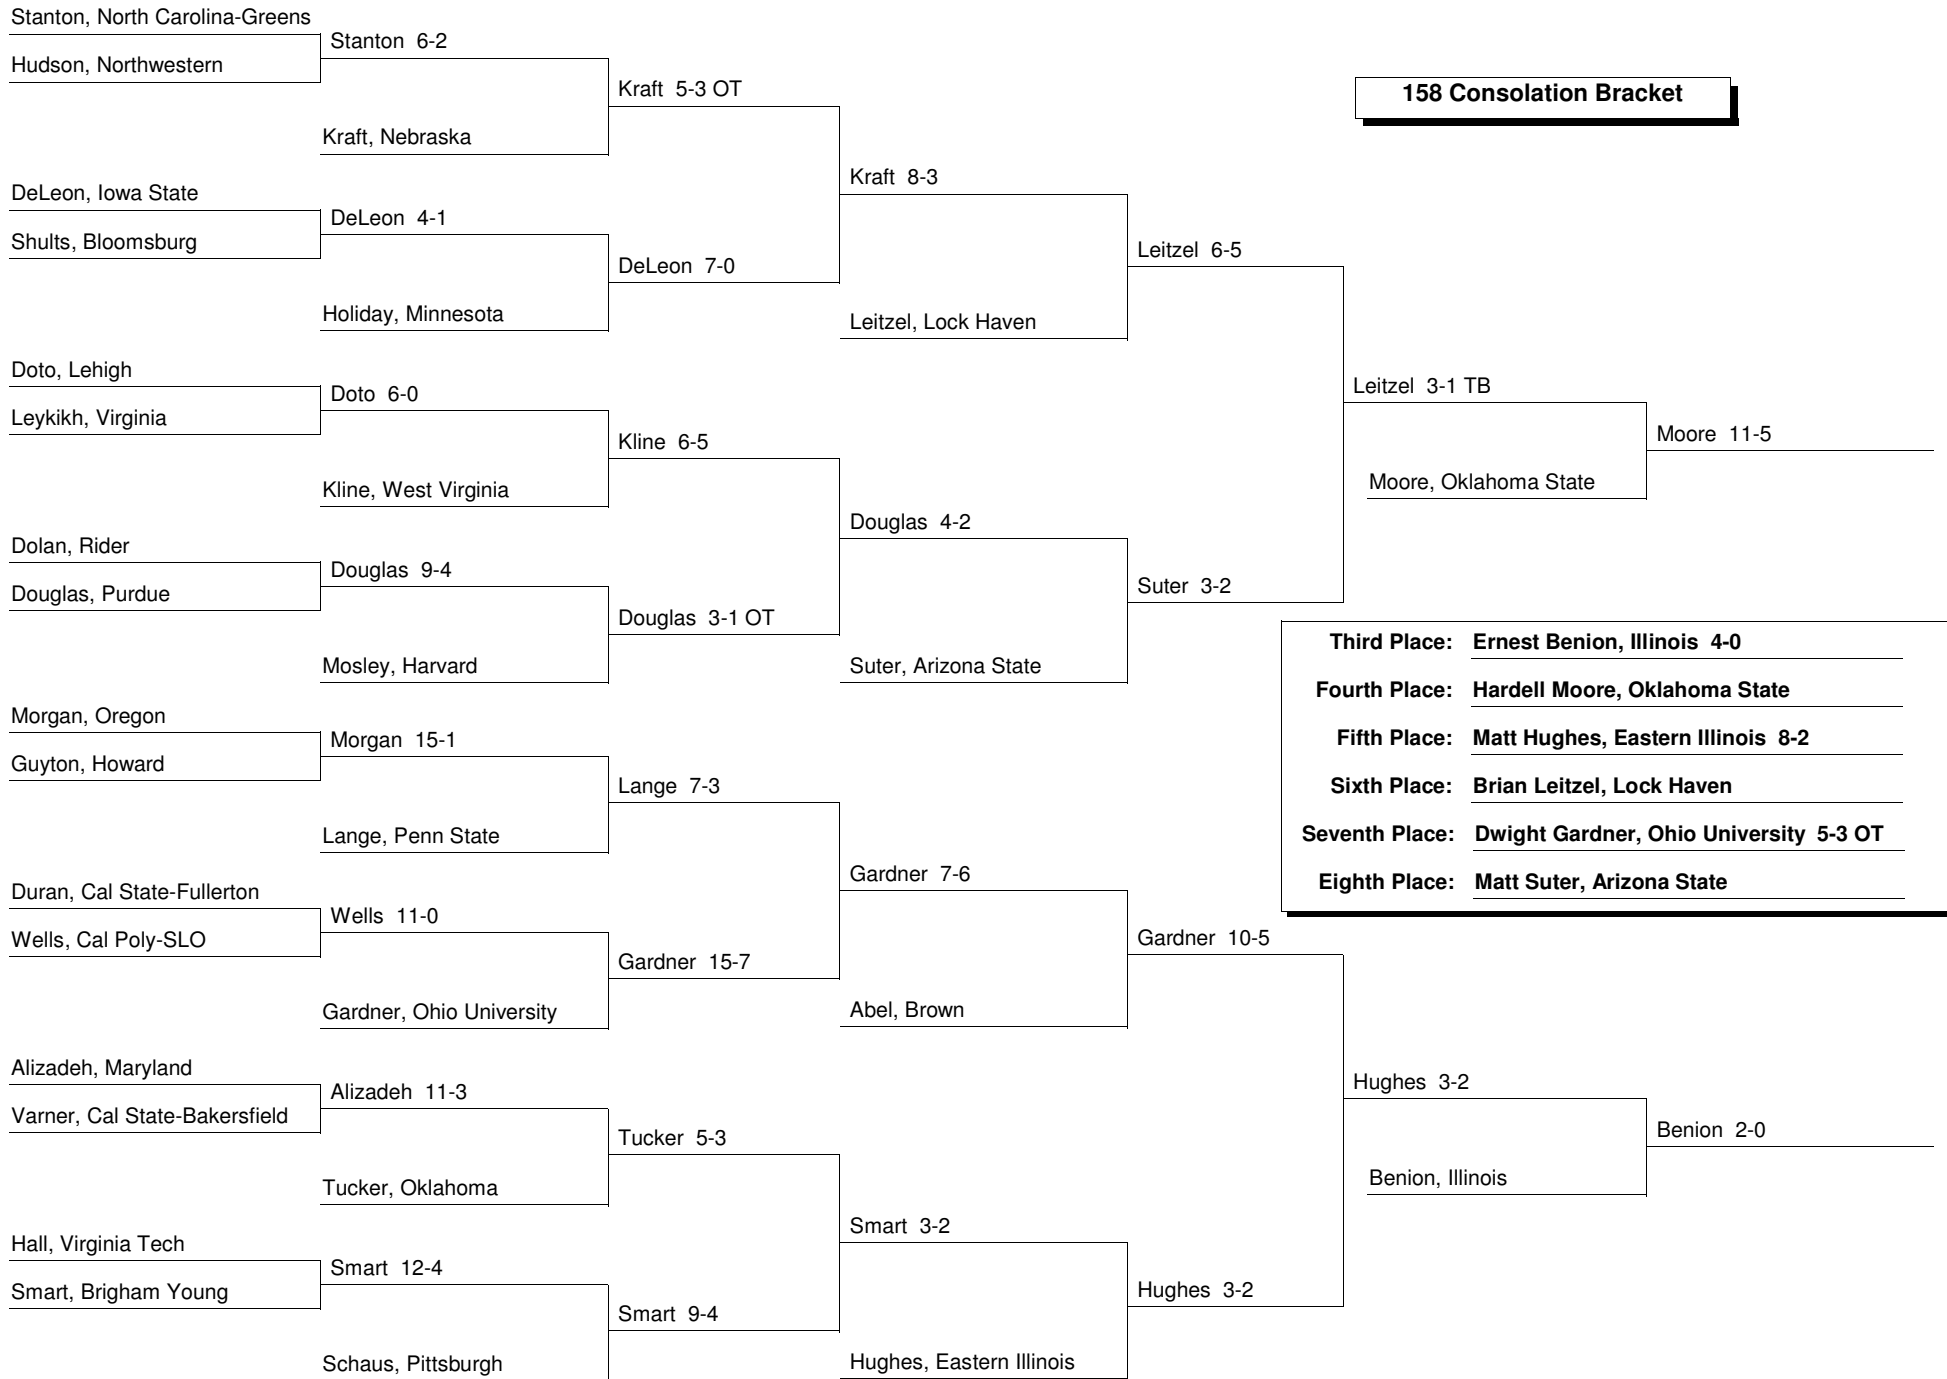 Stanton, North Carolina-Greens
Hudson, Northwestern
Stanton 6-2
Kraft, Nebraska
Kraft 5-3 OT
DeLeon, Iowa State
Shults, Bloomsburg
DeLeon 4-1
Holiday, Minnesota
DeLeon 7-0
Kraft 8-3
Leitzel, Lock Haven
Leitzel 6-5
Doto, Lehigh
Leykikh, Virginia
Doto 6-0
Kline, West Virginia
Kline 6-5
Dolan, Rider
Douglas, Purdue
Douglas 9-4
Mosley, Harvard
Douglas 3-1 OT
Douglas 4-2
Suter, Arizona State
Suter 3-2
Leitzel 3-1 TB
Moore, Oklahoma State
Moore 11-5
Morgan, Oregon
Guyton, Howard
Morgan 15-1
Lange, Penn State
Lange 7-3
Duran, Cal State-Fullerton
Wells, Cal Poly-SLO
Wells 11-0
Gardner, Ohio University
Gardner 15-7
Gardner 7-6
Abel, Brown
Gardner 10-5
Alizadeh, Maryland
Varner, Cal State-Bakersfield
Alizadeh 11-3
Tucker, Oklahoma
Tucker 5-3
Hall, Virginia Tech
Smart, Brigham Young
Smart 12-4
Schaus, Pittsburgh
Smart 9-4
Smart 3-2
Hughes, Eastern Illinois
Hughes 3-2
Hughes 3-2
Benion, Illinois
Benion 2-0
158 Consolation Bracket
Third Place: Ernest Benion, Illinois 4-0
Fourth Place: Hardell Moore, Oklahoma State
Fifth Place: Matt Hughes, Eastern Illinois 8-2
Sixth Place: Brian Leitzel, Lock Haven
Seventh Place: Dwight Gardner, Ohio University 5-3 OT
Eighth Place: Matt Suter, Arizona State